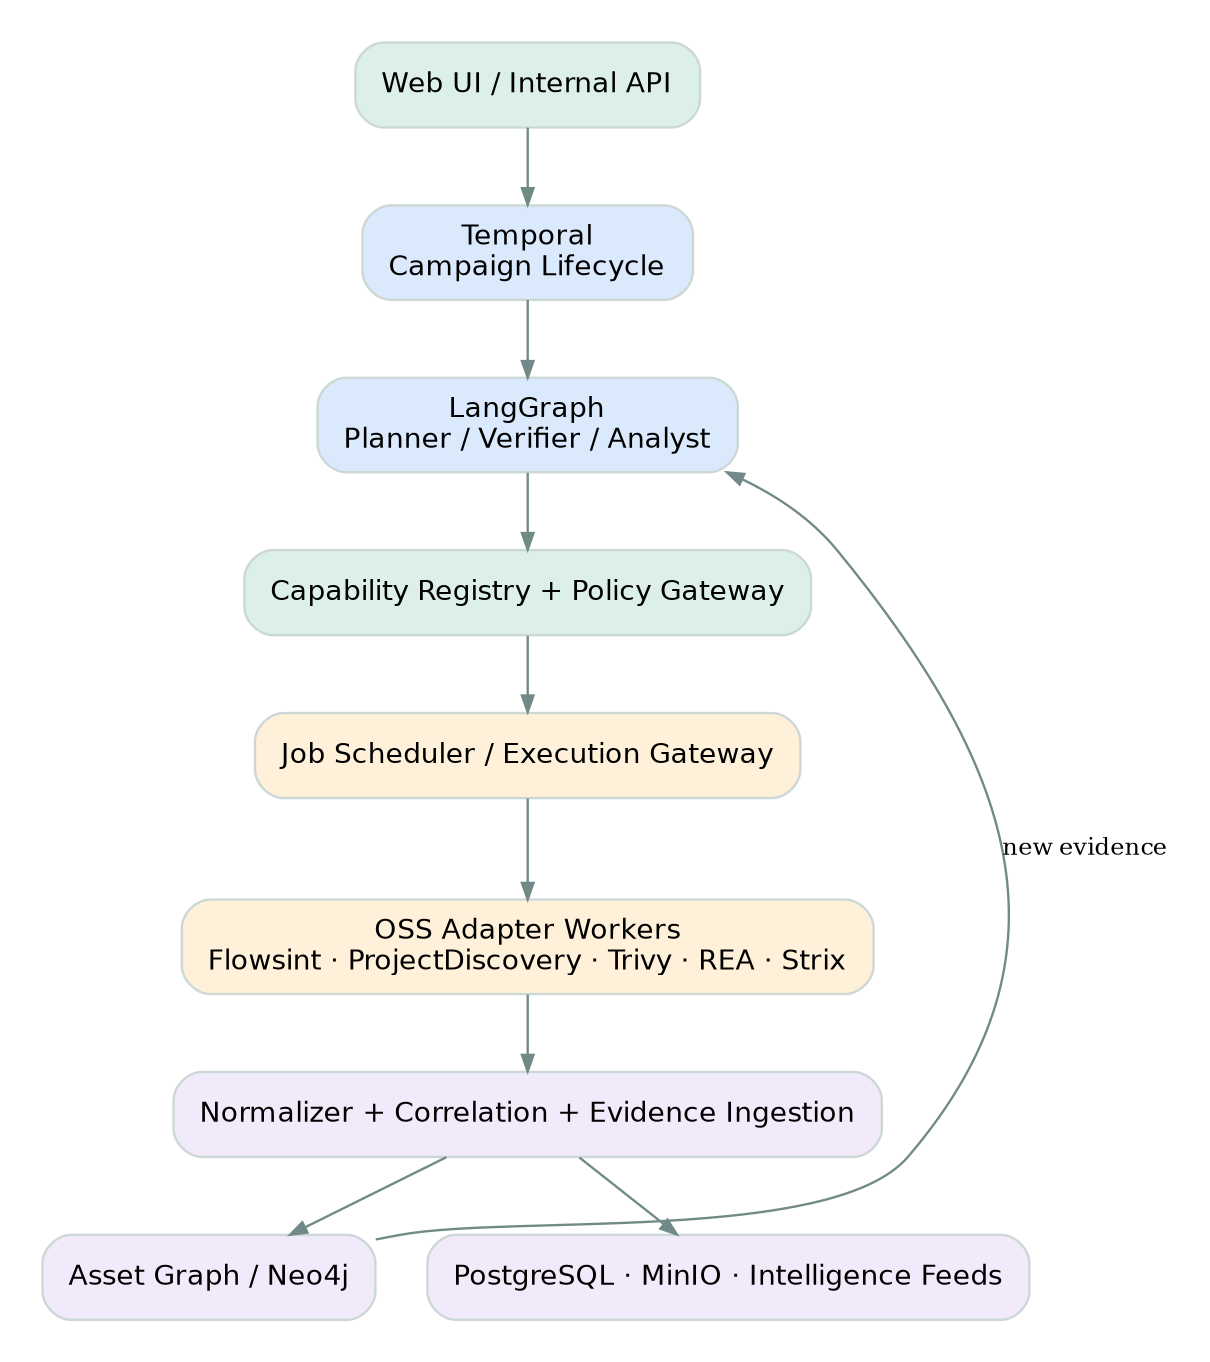 Web UI / Internal API
Temporal
Campaign Lifecycle
LangGraph
Planner / Verifier / Analyst
Capability Registry + Policy Gateway
Job Scheduler / Execution Gateway
new evidence
OSS Adapter Workers
Flowsint · ProjectDiscovery · Trivy · REA · Strix
Normalizer + Correlation + Evidence Ingestion
Asset Graph / Neo4j
PostgreSQL · MinIO · Intelligence Feeds